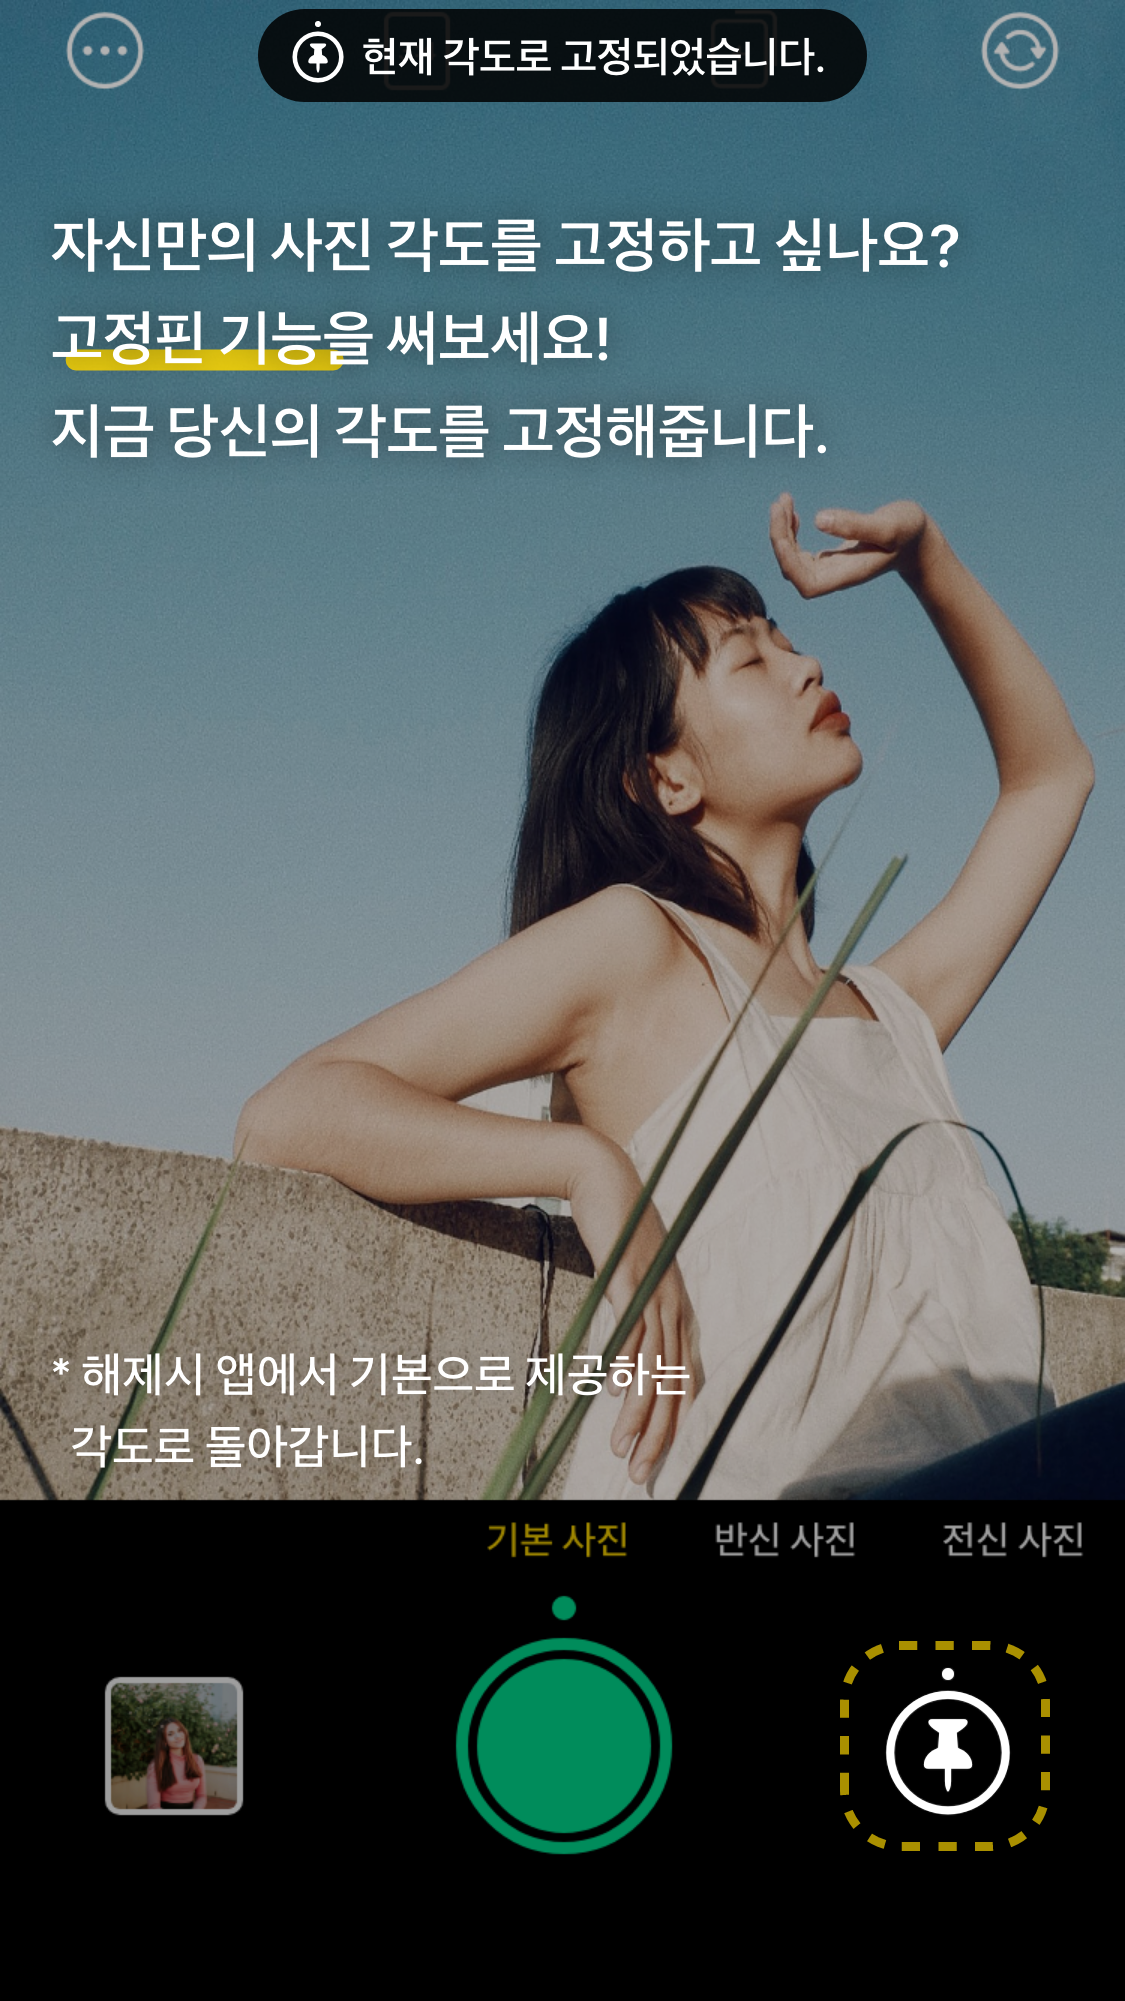 현재 각도로 고정되었습니다.
자신만의 사진 각도를 고정하고 싶나요?
고정핀 기능을 써보세요!
지금 당신의 각도를 고정해줍니다.
* 해제시 앱에서 기본으로 제공하는
각도로 돌아갑니다.
기본 사진 반신 사진 전신 사진